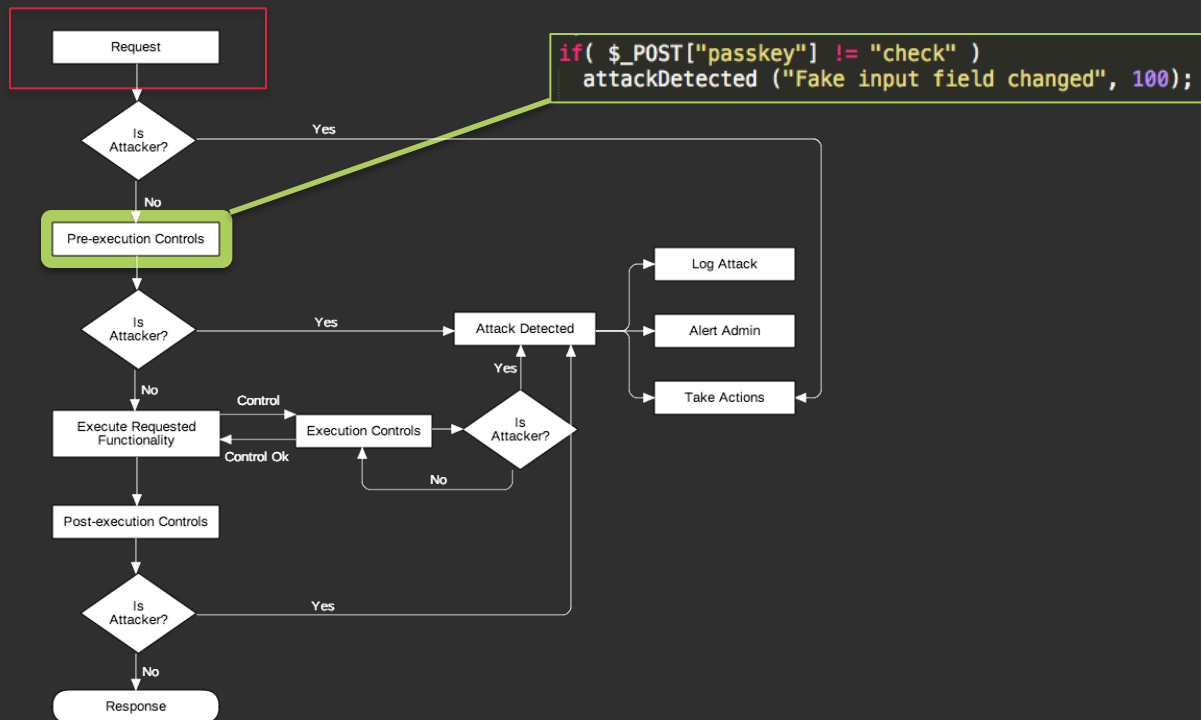 Request
if( $_POST["passkey"] != "check" )
attackDetected ("Fake input field changed", 100);
Is
Attacker?
Yes
No
Pre-execution Controls
Is
Attacker?
Yes
No
Log Attack
Attack Detected
Alert Admin
Take Actions
Yes
Execute Requested
Functionality
Control
Control Ok
Execution Controls
Is
Attacker?
No
Post-execution Controls
Is
Attacker?
Yes
No
Response